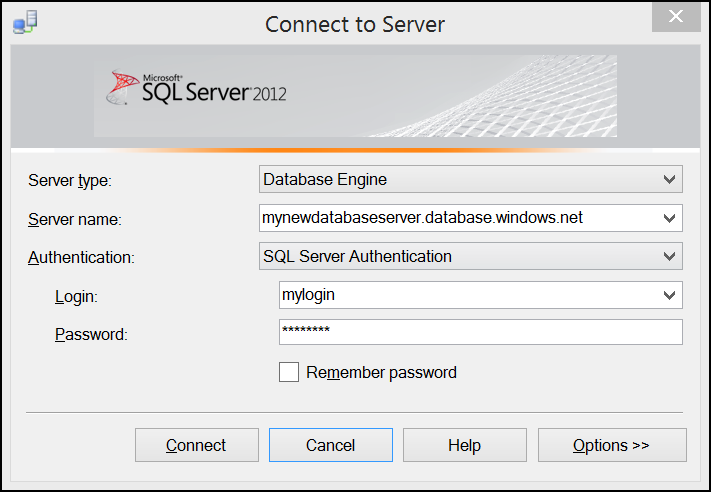 Connect to Server
Microsoft®
SQL Server® 2012
Server type: Database Engine
Server name: mynewdatabaseserver.database.windows.net
Authentication: SQL Server Authentication
Login: mylogin
Password: ********
Remember password
Connect Cancel Help Options >>